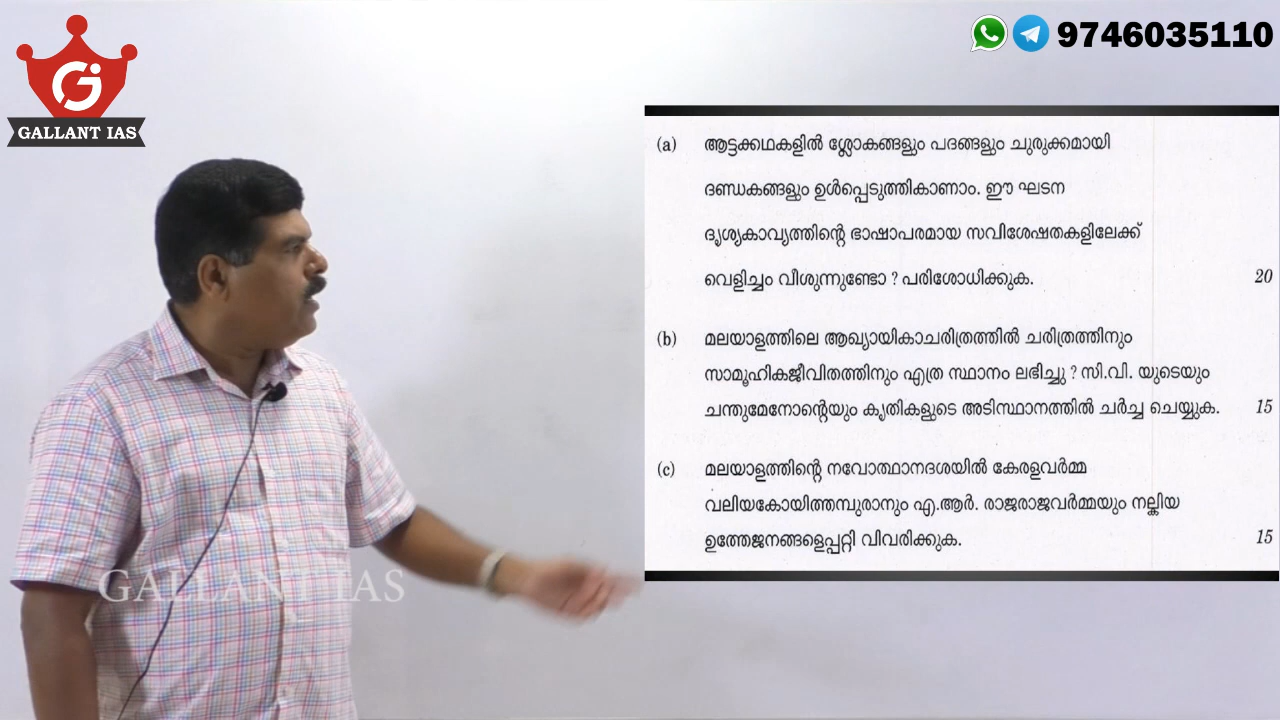 GALLANT IAS
9746035110
(a) ആട്ടക്കഥകളിൽ ശ്ലോകങ്ങളും പദങ്ങളും ചുരുക്കമായി
ദണ്ഡകങ്ങളും ഉൾപ്പെടുത്തികാണാം. ഈ ഘടന
ദൃശ്യകാവ്യത്തിന്റെ ഭാഷാപരമായ സവിശേഷതകളിലേക്ക്
വെളിച്ചം വീശുന്നുണ്ടോ ? പരിശോധിക്കുക. 20
(b) മലയാളത്തിലെ ആഖ്യായികാചരിത്രത്തിൽ ചരിത്രത്തിനും
സാമൂഹികജീവിതത്തിനും എത്ര സ്ഥാനം ലഭിച്ചു ? സി.വി. യുടെയും
ചന്തുമേനോന്റെയും കൃതികളുടെ അടിസ്ഥാനത്തിൽ ചർച്ച ചെയ്യുക. 15
(c) മലയാളത്തിന്റെ നവോത്ഥാനദശയിൽ കേരളവർമ്മ
വലിയകോയിത്തമ്പുരാനും എ.ആർ. രാജരാജവർമ്മയും നല്കിയ
ഉത്തേജനങ്ങളെപ്പറ്റി വിവരിക്കുക. 15
GALLANT IAS